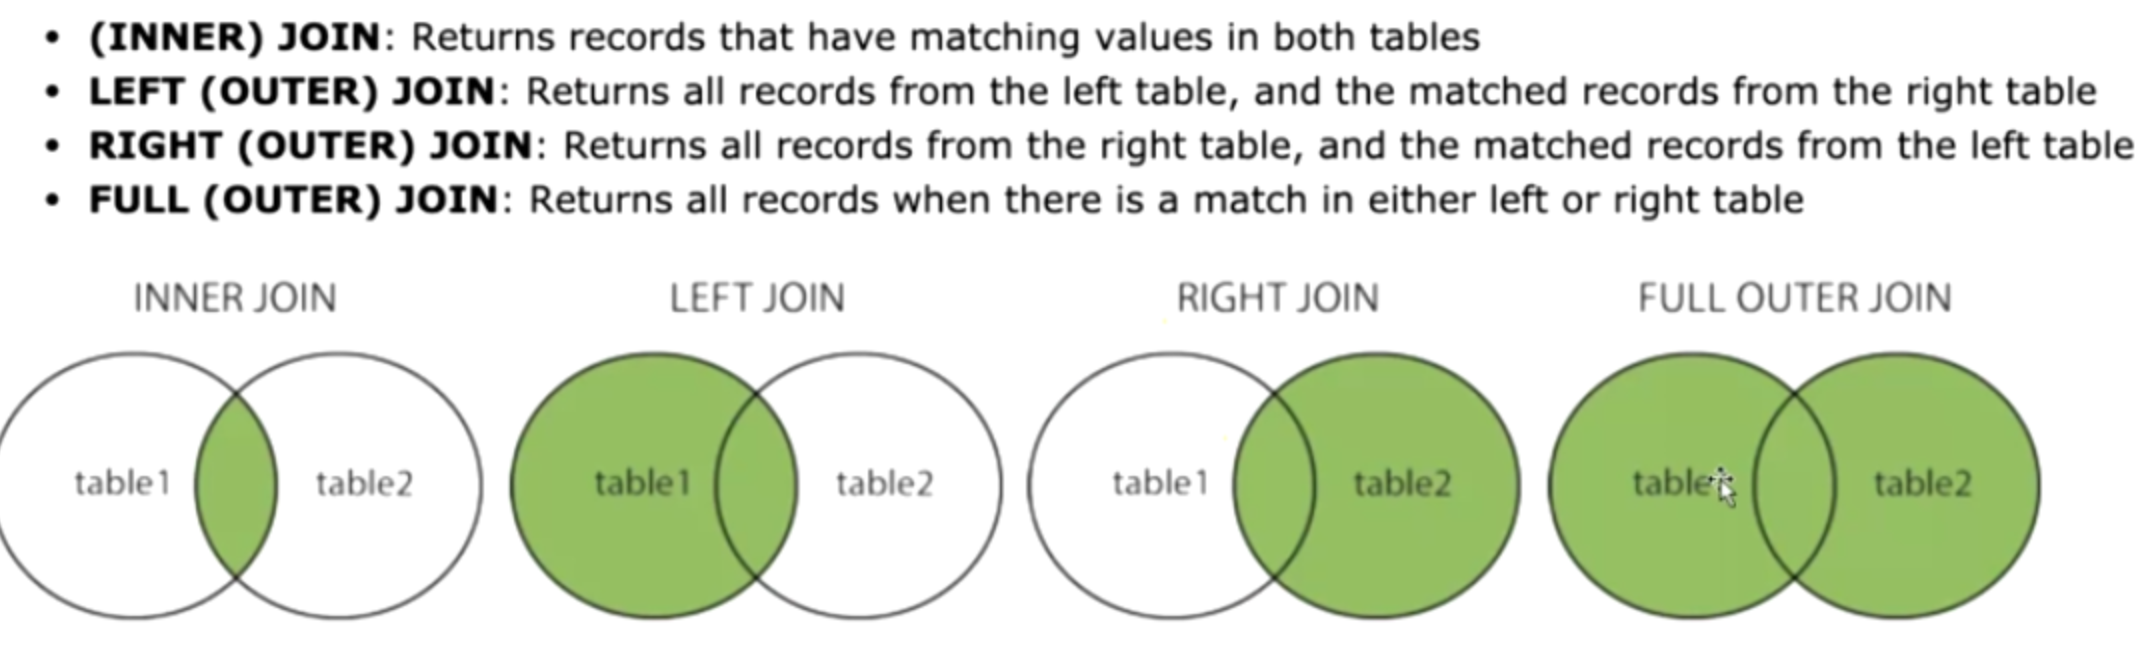 • (INNER) JOIN: Returns records that have matching values in both tables
• LEFT (OUTER) JOIN: Returns all records from the left table, and the matched records from the right table
• RIGHT (OUTER) JOIN: Returns all records from the right table, and the matched records from the left table
• FULL (OUTER) JOIN: Returns all records when there is a match in either left or right table
INNER JOIN LEFT JOIN RIGHT JOIN FULL OUTER JOIN
table1 table2 table1 table2 table1 table2 table table2